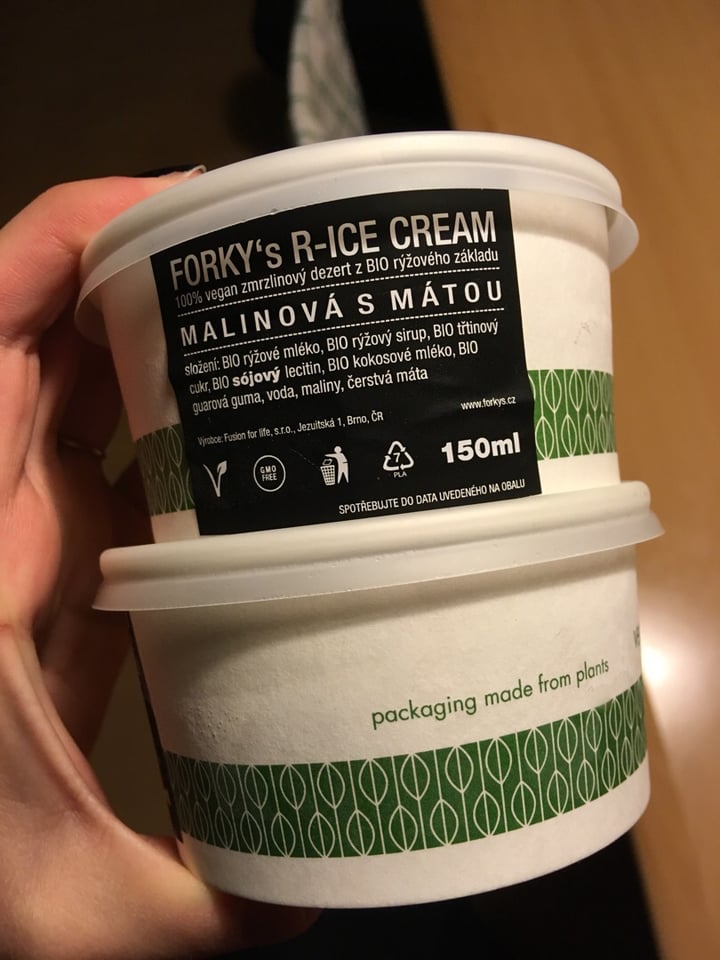 FORKY's R-ICE CREAM
100% vegan zmrzlinový dezert z BIO rýžového základu
MALINOVÁ S MÁTOU
složení: BIO rýžové mléko, BIO rýžový sirup, BIO třtinový
cukr, BIO sójový lecitin, BIO kokosové mléko, BIO
guarová guma, voda, maliny, čerstvá máta
www.forkys.cz
Výrobce: Fusion for life, s.r.o., Jezuitská 1, Brno, ČR
GMO
FREE
7
PLA
150ml
SPOTŘEBUJTE DO DATA UVEDENÉHO NA OBALU
packaging made from plants